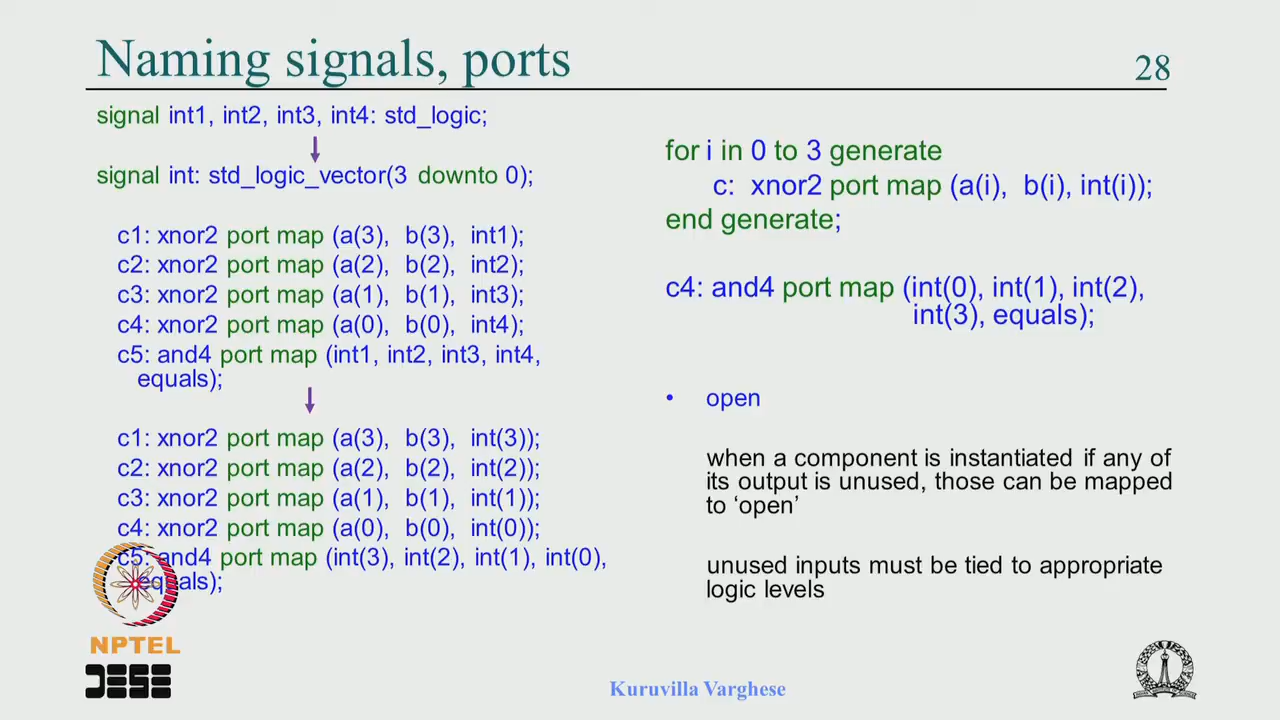 Naming signals, ports
28
signal int1, int2, int3, int4: std_logic;
signal int: std_logic_vector(3 downto 0);
c1: xnor2 port map (a(3), b(3), int1);
c2: xnor2 port map (a(2), b(2), int2);
c3: xnor2 port map (a(1), b(1), int3);
c4: xnor2 port map (a(0), b(0), int4);
c5: and4 port map (int1, int2, int3, int4,
equals);
c1: xnor2 port map (a(3), b(3), int(3));
c2: xnor2 port map (a(2), b(2), int(2));
c3: xnor2 port map (a(1), b(1), int(1));
c4: xnor2 port map (a(0), b(0), int(0));
c5: and4 port map (int(3), int(2), int(1), int(0),
equals);
for i in 0 to 3 generate
c: xnor2 port map (a(i), b(i), int(i));
end generate;
c4: and4 port map (int(0), int(1), int(2),
int(3), equals);
• open
when a component is instantiated if any of
its output is unused, those can be mapped
to ‘open’
unused inputs must be tied to appropriate
logic levels
NPTEL
DESE
Kuruvilla Varghese